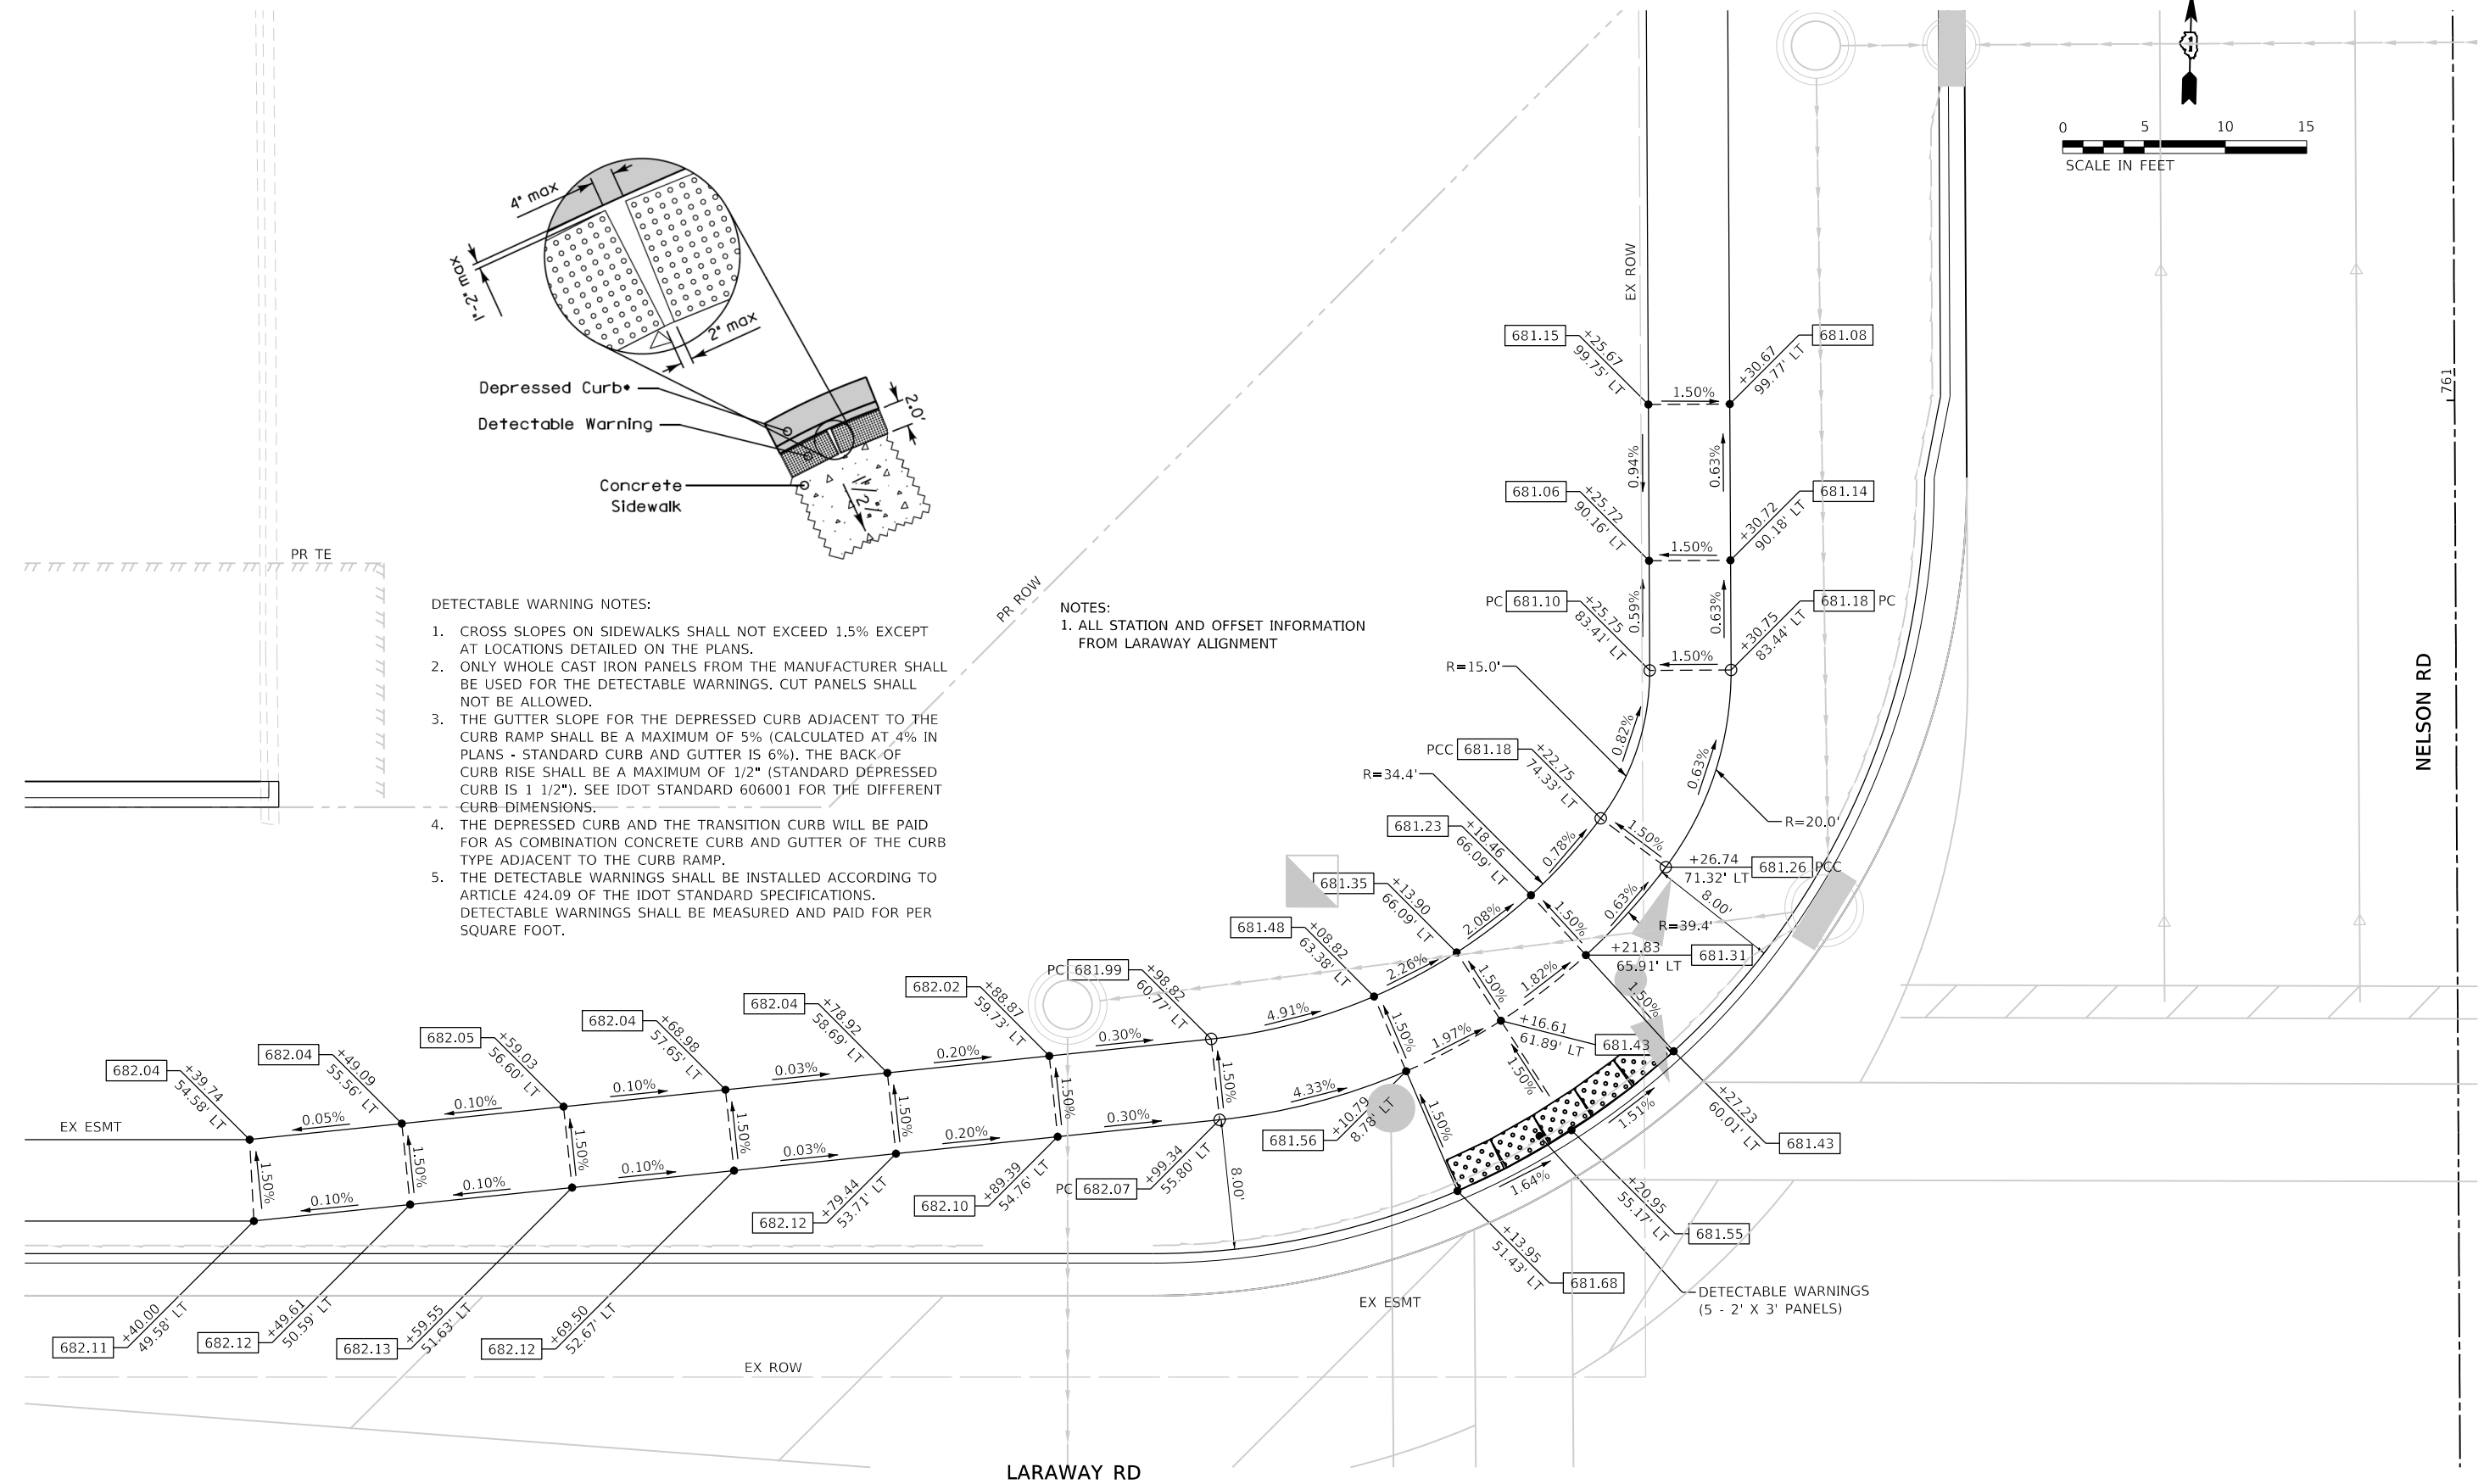 0 5 10 15
SCALE IN FEET
4" max
1"-2" max
2" max
Depressed Curb
Detectable Warning
2.0'
Concrete
Sidewalk
EX ROW
681.15
+25.67
99.75' LT
+30.67
99.77' LT
681.08
1.50%
761
0.94%
0.63%
681.06
+25.72
90.16' LT
+30.72
90.18' LT
681.14
1.50%
PR TE
PR ROW
DETECTABLE WARNING NOTES:
1. CROSS SLOPES ON SIDEWALKS SHALL NOT EXCEED 1.5% EXCEPT
AT LOCATIONS DETAILED ON THE PLANS.
2. ONLY WHOLE CAST IRON PANELS FROM THE MANUFACTURER SHALL
BE USED FOR THE DETECTABLE WARNINGS. CUT PANELS SHALL
NOT BE ALLOWED.
3. THE GUTTER SLOPE FOR THE DEPRESSED CURB ADJACENT TO THE
CURB RAMP SHALL BE A MAXIMUM OF 5% (CALCULATED AT 4% IN
PLANS - STANDARD CURB AND GUTTER IS 6%). THE BACK OF
CURB RISE SHALL BE A MAXIMUM OF 1/2" (STANDARD DEPRESSED
CURB IS 1 1/2"). SEE IDOT STANDARD 606001 FOR THE DIFFERENT
CURB DIMENSIONS.
4. THE DEPRESSED CURB AND THE TRANSITION CURB WILL BE PAID
FOR AS COMBINATION CONCRETE CURB AND GUTTER OF THE CURB
TYPE ADJACENT TO THE CURB RAMP.
5. THE DETECTABLE WARNINGS SHALL BE INSTALLED ACCORDING TO
ARTICLE 424.09 OF THE IDOT STANDARD SPECIFICATIONS.
DETECTABLE WARNINGS SHALL BE MEASURED AND PAID FOR PER
SQUARE FOOT.
NOTES:
1. ALL STATION AND OFFSET INFORMATION
FROM LARAWAY ALIGNMENT
PC 681.10
+25.75
83.41' LT
0.59%
0.63%
+30.75
83.44' LT
681.18 PC
1.50%
R=15.0'
NELSON RD
0.82%
0.63%
PCC 681.18
+22.75
74.33' LT
R=34.4'
R=20.0'
681.23
+18.46
66.09' LT
0.78%
1.50%
+26.74
71.32' LT
681.26 PCC
8.00'
681.35
+13.90
66.09' LT
2.08%
1.50%
0.63%
R=39.4'
681.48
+08.82
63.38' LT
2.26%
1.50%
1.82%
+21.83
65.91' LT
681.31
1.50%
PC 681.99
+98.82
60.77' LT
4.91%
1.50%
1.97%
+16.61
61.89' LT
681.43
1.50%
682.02
+88.87
59.73' LT
0.30%
1.50%
4.33%
682.04
+78.92
58.69' LT
0.20%
1.50%
0.30%
682.04
+68.98
57.65' LT
0.03%
1.50%
0.20%
682.05
+59.03
56.60' LT
0.10%
1.50%
0.03%
682.04
+49.09
55.56' LT
0.10%
1.50%
0.10%
682.04
+39.74
54.58' LT
0.05%
1.50%
0.10%
EX ESMT
1.50%
0.10%
681.56
+10.79
8.78' LT
1.50%
1.51%
1.64%
+27.23
60.01' LT
681.43
PC 682.07
+99.34
55.80' LT
8.00'
682.10
+89.39
54.76' LT
682.12
+79.44
53.71' LT
+20.95
55.17' LT
681.55
+13.95
51.43' LT
681.68
DETECTABLE WARNINGS
(5 - 2' X 3' PANELS)
EX ESMT
682.11
+40.00
49.58' LT
682.12
+49.61
50.59' LT
682.13
+59.55
51.63' LT
682.12
+69.50
52.67' LT
EX ROW
LARAWAY RD